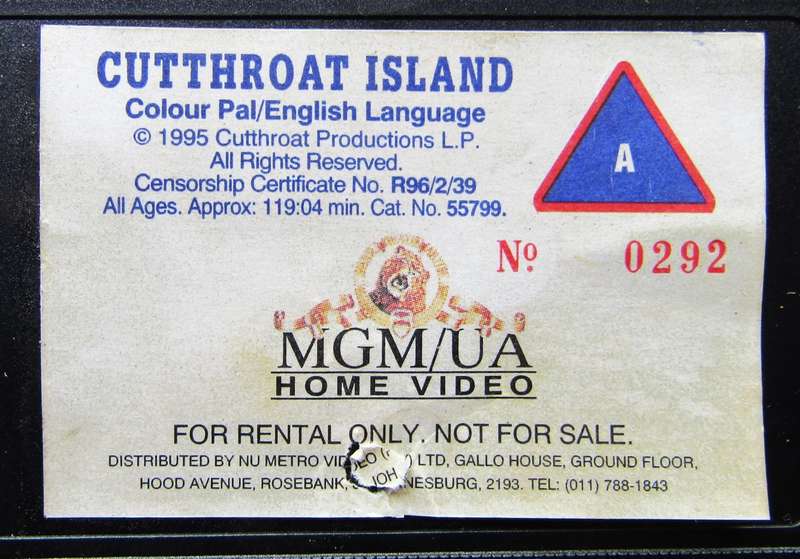 CUTTHROAT ISLAND
Colour Pal/English Language
© 1995 Cutthroat Productions L.P.
All Rights Reserved.
Censorship Certificate No. R96/2/39
All Ages. Approx: 119:04 min. Cat. No. 55799.
A
No 0292
MGM/UA
HOME VIDEO
FOR RENTAL ONLY. NOT FOR SALE.
DISTRIBUTED BY NU METRO LTD, GALLO HOUSE, GROUND FLOOR,
HOOD AVENUE, ROSEBANK, 2193. TEL: (011) 788-1843